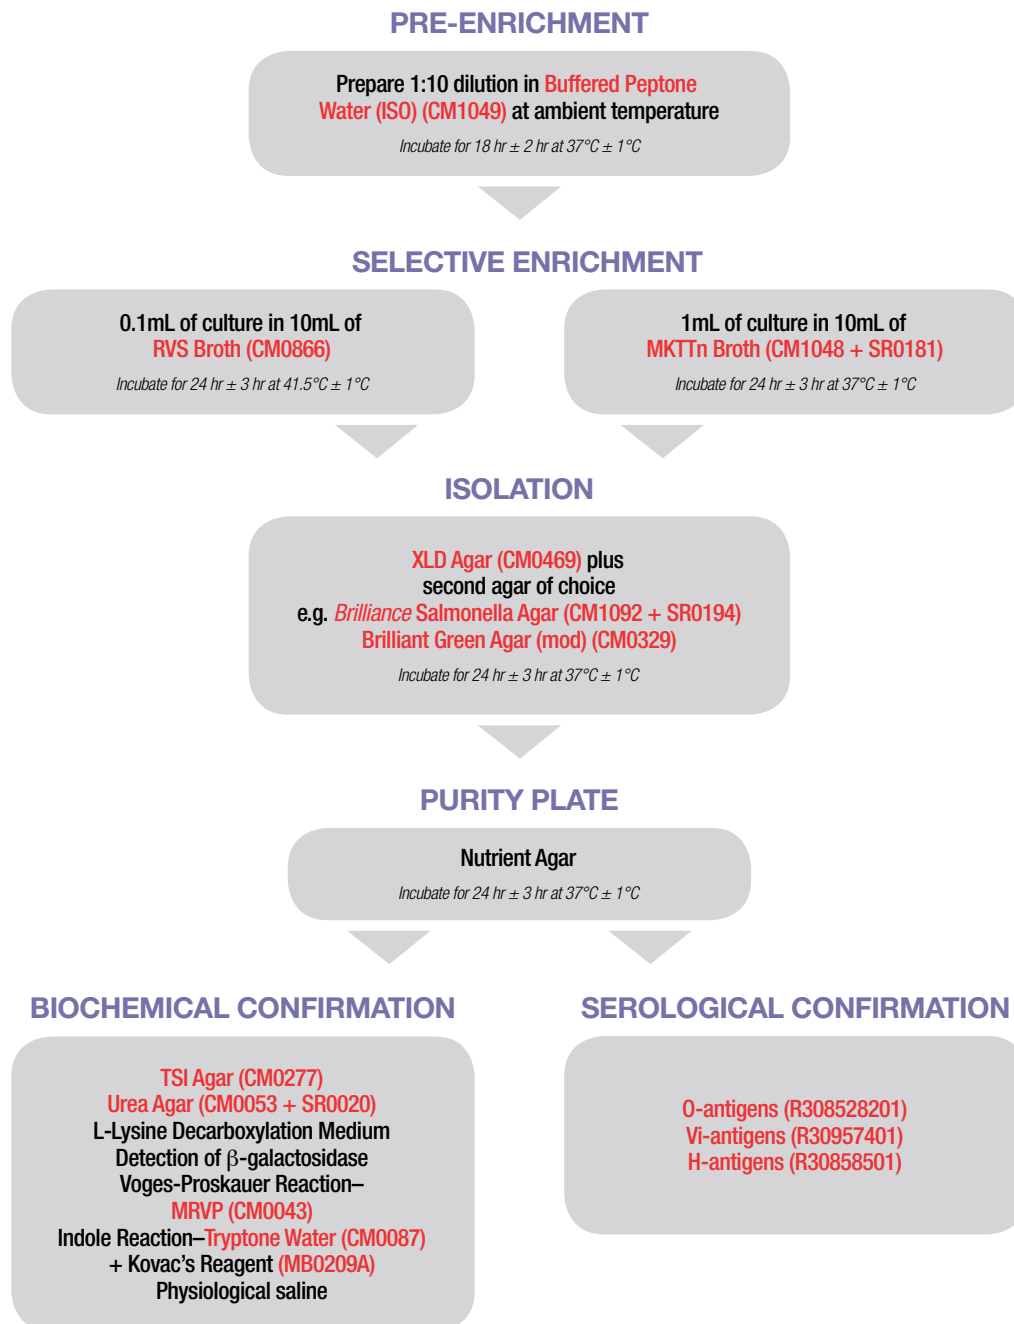 PRE-ENRICHMENT
Prepare 1:10 dilution in Buffered Peptone
Water (ISO) (CM1049) at ambient temperature
Incubate for 18 hr ± 2 hr at 37°C ± 1°C
SELECTIVE ENRICHMENT
0.1mL of culture in 10mL of
RVS Broth (CM0866)
Incubate for 24 hr ± 3 hr at 41.5°C ± 1°C
1mL of culture in 10mL of
MKTTn Broth (CM1048 + SR0181)
Incubate for 24 hr ± 3 hr at 37°C ± 1°C
ISOLATION
XLD Agar (CM0469) plus
second agar of choice
e.g. Brilliance Salmonella Agar (CM1092 + SR0194)
Brilliant Green Agar (mod) (CM0329)
Incubate for 24 hr ± 3 hr at 37°C ± 1°C
PURITY PLATE
Nutrient Agar
Incubate for 24 hr ± 3 hr at 37°C ± 1°C
BIOCHEMICAL CONFIRMATION
TSI Agar (CM0277)
Urea Agar (CM0053 + SR0020)
L-Lysine Decarboxylation Medium
Detection of β-galactosidase
Voges-Proskauer Reaction–
MRVP (CM0043)
Indole Reaction–Tryptone Water (CM0087)
+ Kovac's Reagent (MB0209A)
Physiological saline
SEROLOGICAL CONFIRMATION
O-antigens (R308528201)
Vi-antigens (R30957401)
H-antigens (R30858501)